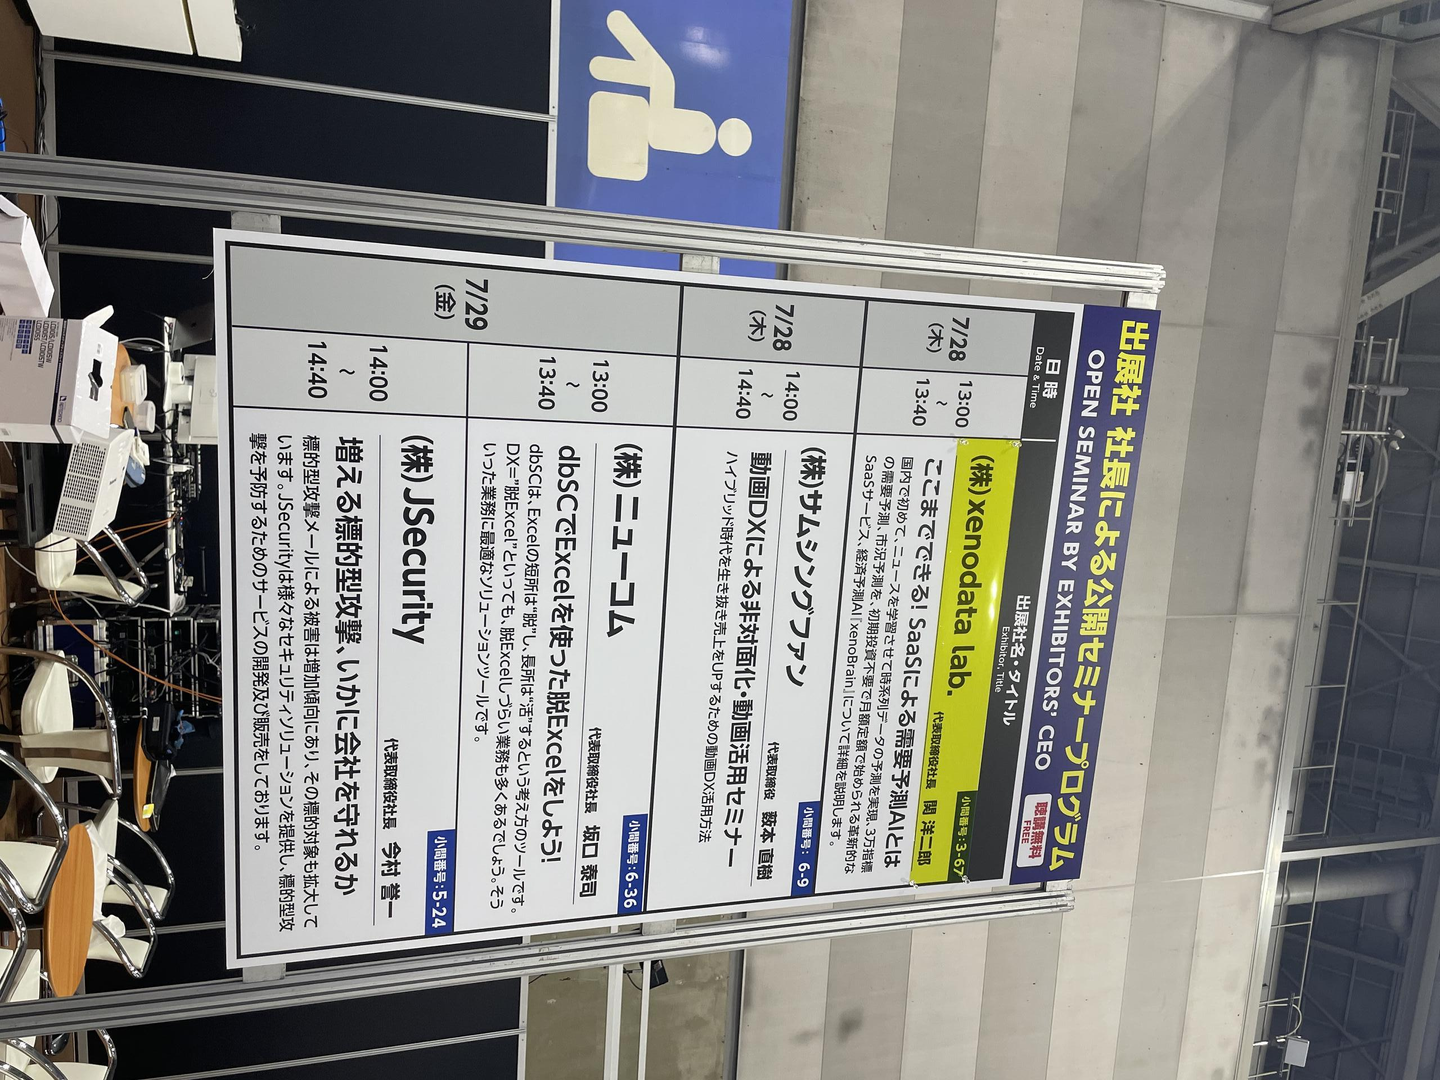 出展社 社長による公開セミナープログラム
OPEN SEMINAR BY EXHIBITORS' CEO
聴講無料
FREE
日時
Date & Time
出展社名・タイトル
Exhibitor, Title
7/28
(木)
13:00
~
13:40
(株)xenodata lab.
小間番号:3-67
代表取締役社長 関 洋二郎
ここまでできる! SaaSによる需要予測AIとは
国内で初めて、ニュースを学習させて時系列データの予測を実現。3万指標
の需要予測、市況予測を、初期投資不要で月額定額で始められる革新的な
SaaSサービス、経済予測AI「xenoBrain」について詳細を説明します。
7/28
(木)
14:00
~
14:40
(株)サムシングファン
小間番号:6-9
代表取締役 薮本 直樹
動画DXによる非対面化・動画活用セミナー
ハイブリッド時代を生き抜き売上をUPするための動画DX活用方法
7/29
(金)
13:00
~
13:40
(株)ニューコム
小間番号:6-36
代表取締役社長 坂口 泰司
dbSCでExcelを使った脱Excelをしよう!
dbSCは、Excelの短所は“脱”し、長所は“活”するという考え方のツールです。
DX=“脱Excel”といっても、脱Excelしづらい業務も多くあるでしょう。そう
いった業務に最適なソリューションツールです。
14:00
~
14:40
(株)JSecurity
小間番号:5-24
代表取締役社長 今村 誉一
増える標的型攻撃、いかに会社を守れるか
標的型攻撃メールによる被害は増加傾向にあり、その標的対象も拡大して
います。JSecurityは様々なセキュリティソリューションを提供し、標的型攻
撃を予防するためのサービスの開発及び販売をしております。